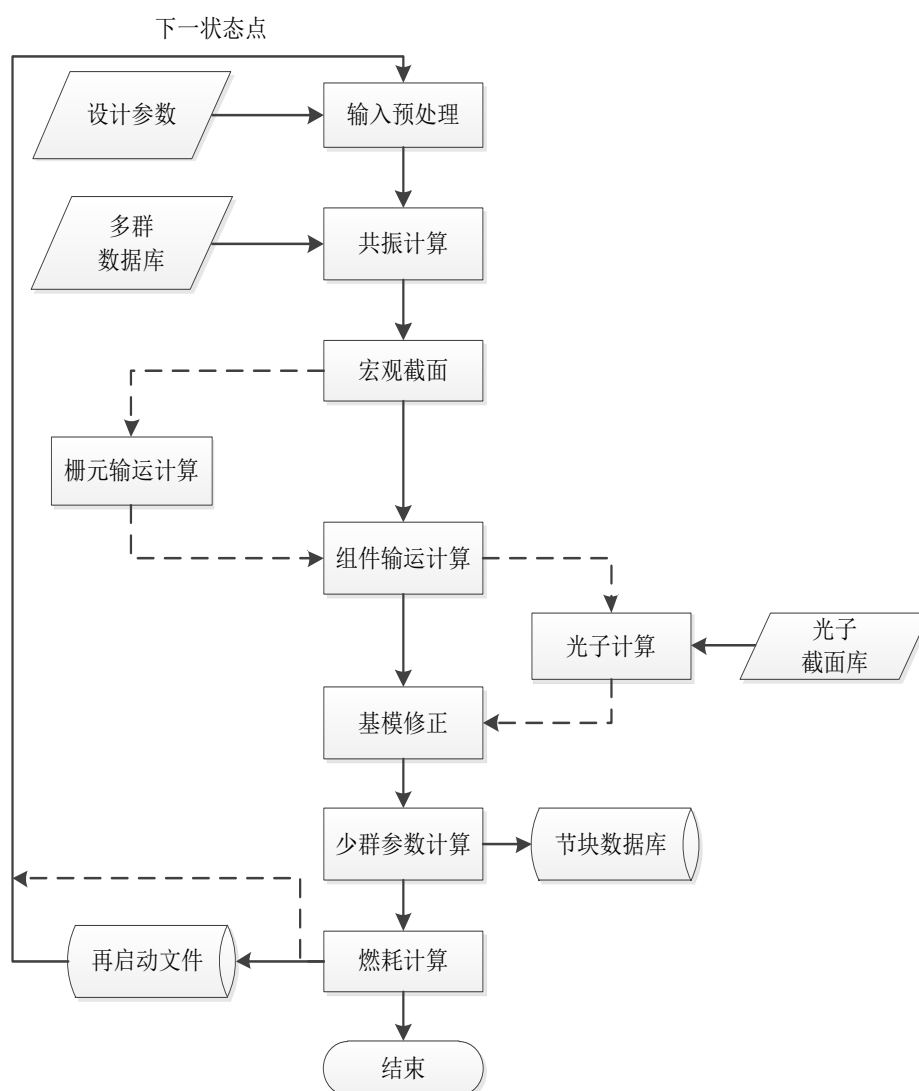 下一状态点
设计参数
输入预处理
多群
数据库
共振计算
宏观截面
栅元输运计算
组件输运计算
光子计算
光子
截面库
基模修正
少群参数计算
节块数据库
再启动文件
燃耗计算
结束